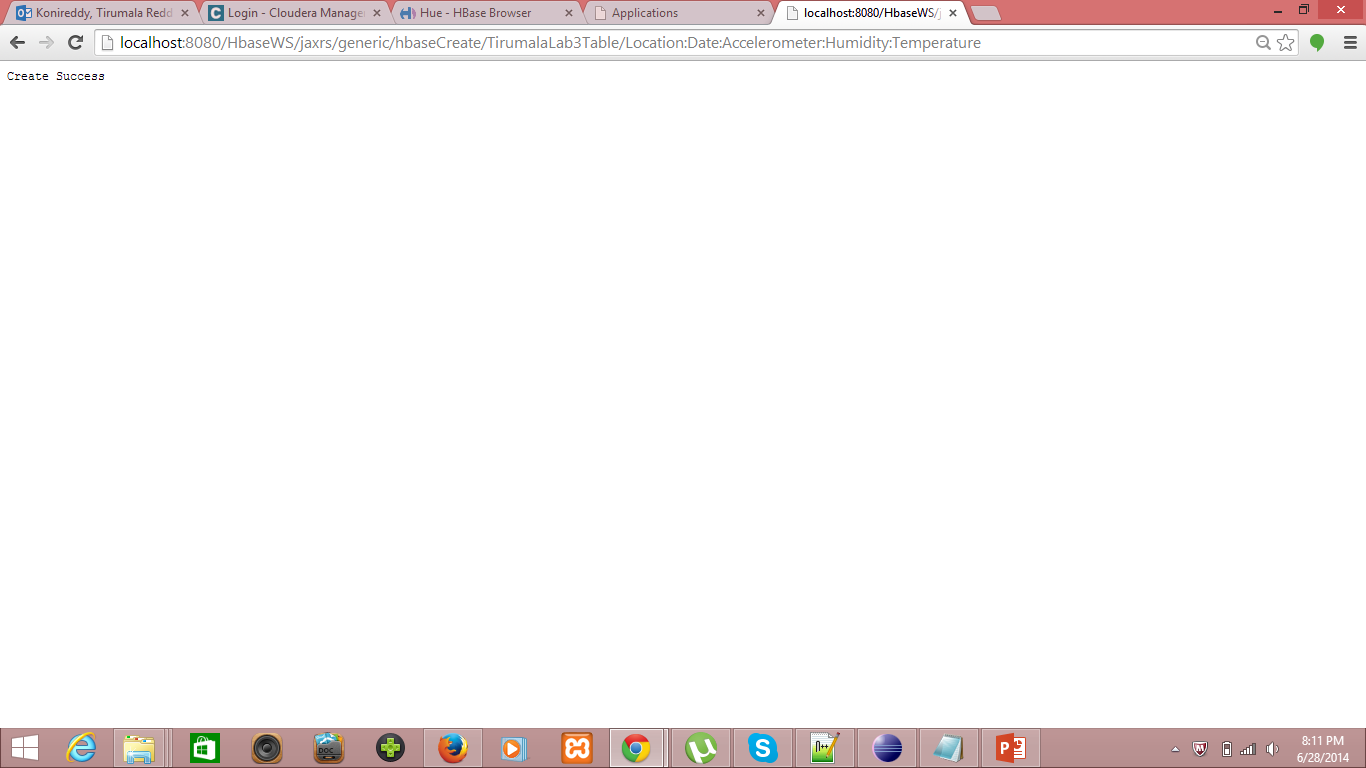 Konireddy, Tirumala Redd
Login - Cloudera Manage
Hue - HBase Browser
Applications
localhost:8080/HbaseWS/j
localhost:8080/HbaseWS/jaxrs/generic/hbaseCreate/TirumalaLab3Table/Location:Date:Accelerometer:Humidity:Temperature
Create Success
DOC
N++
8:11 PM
6/28/2014